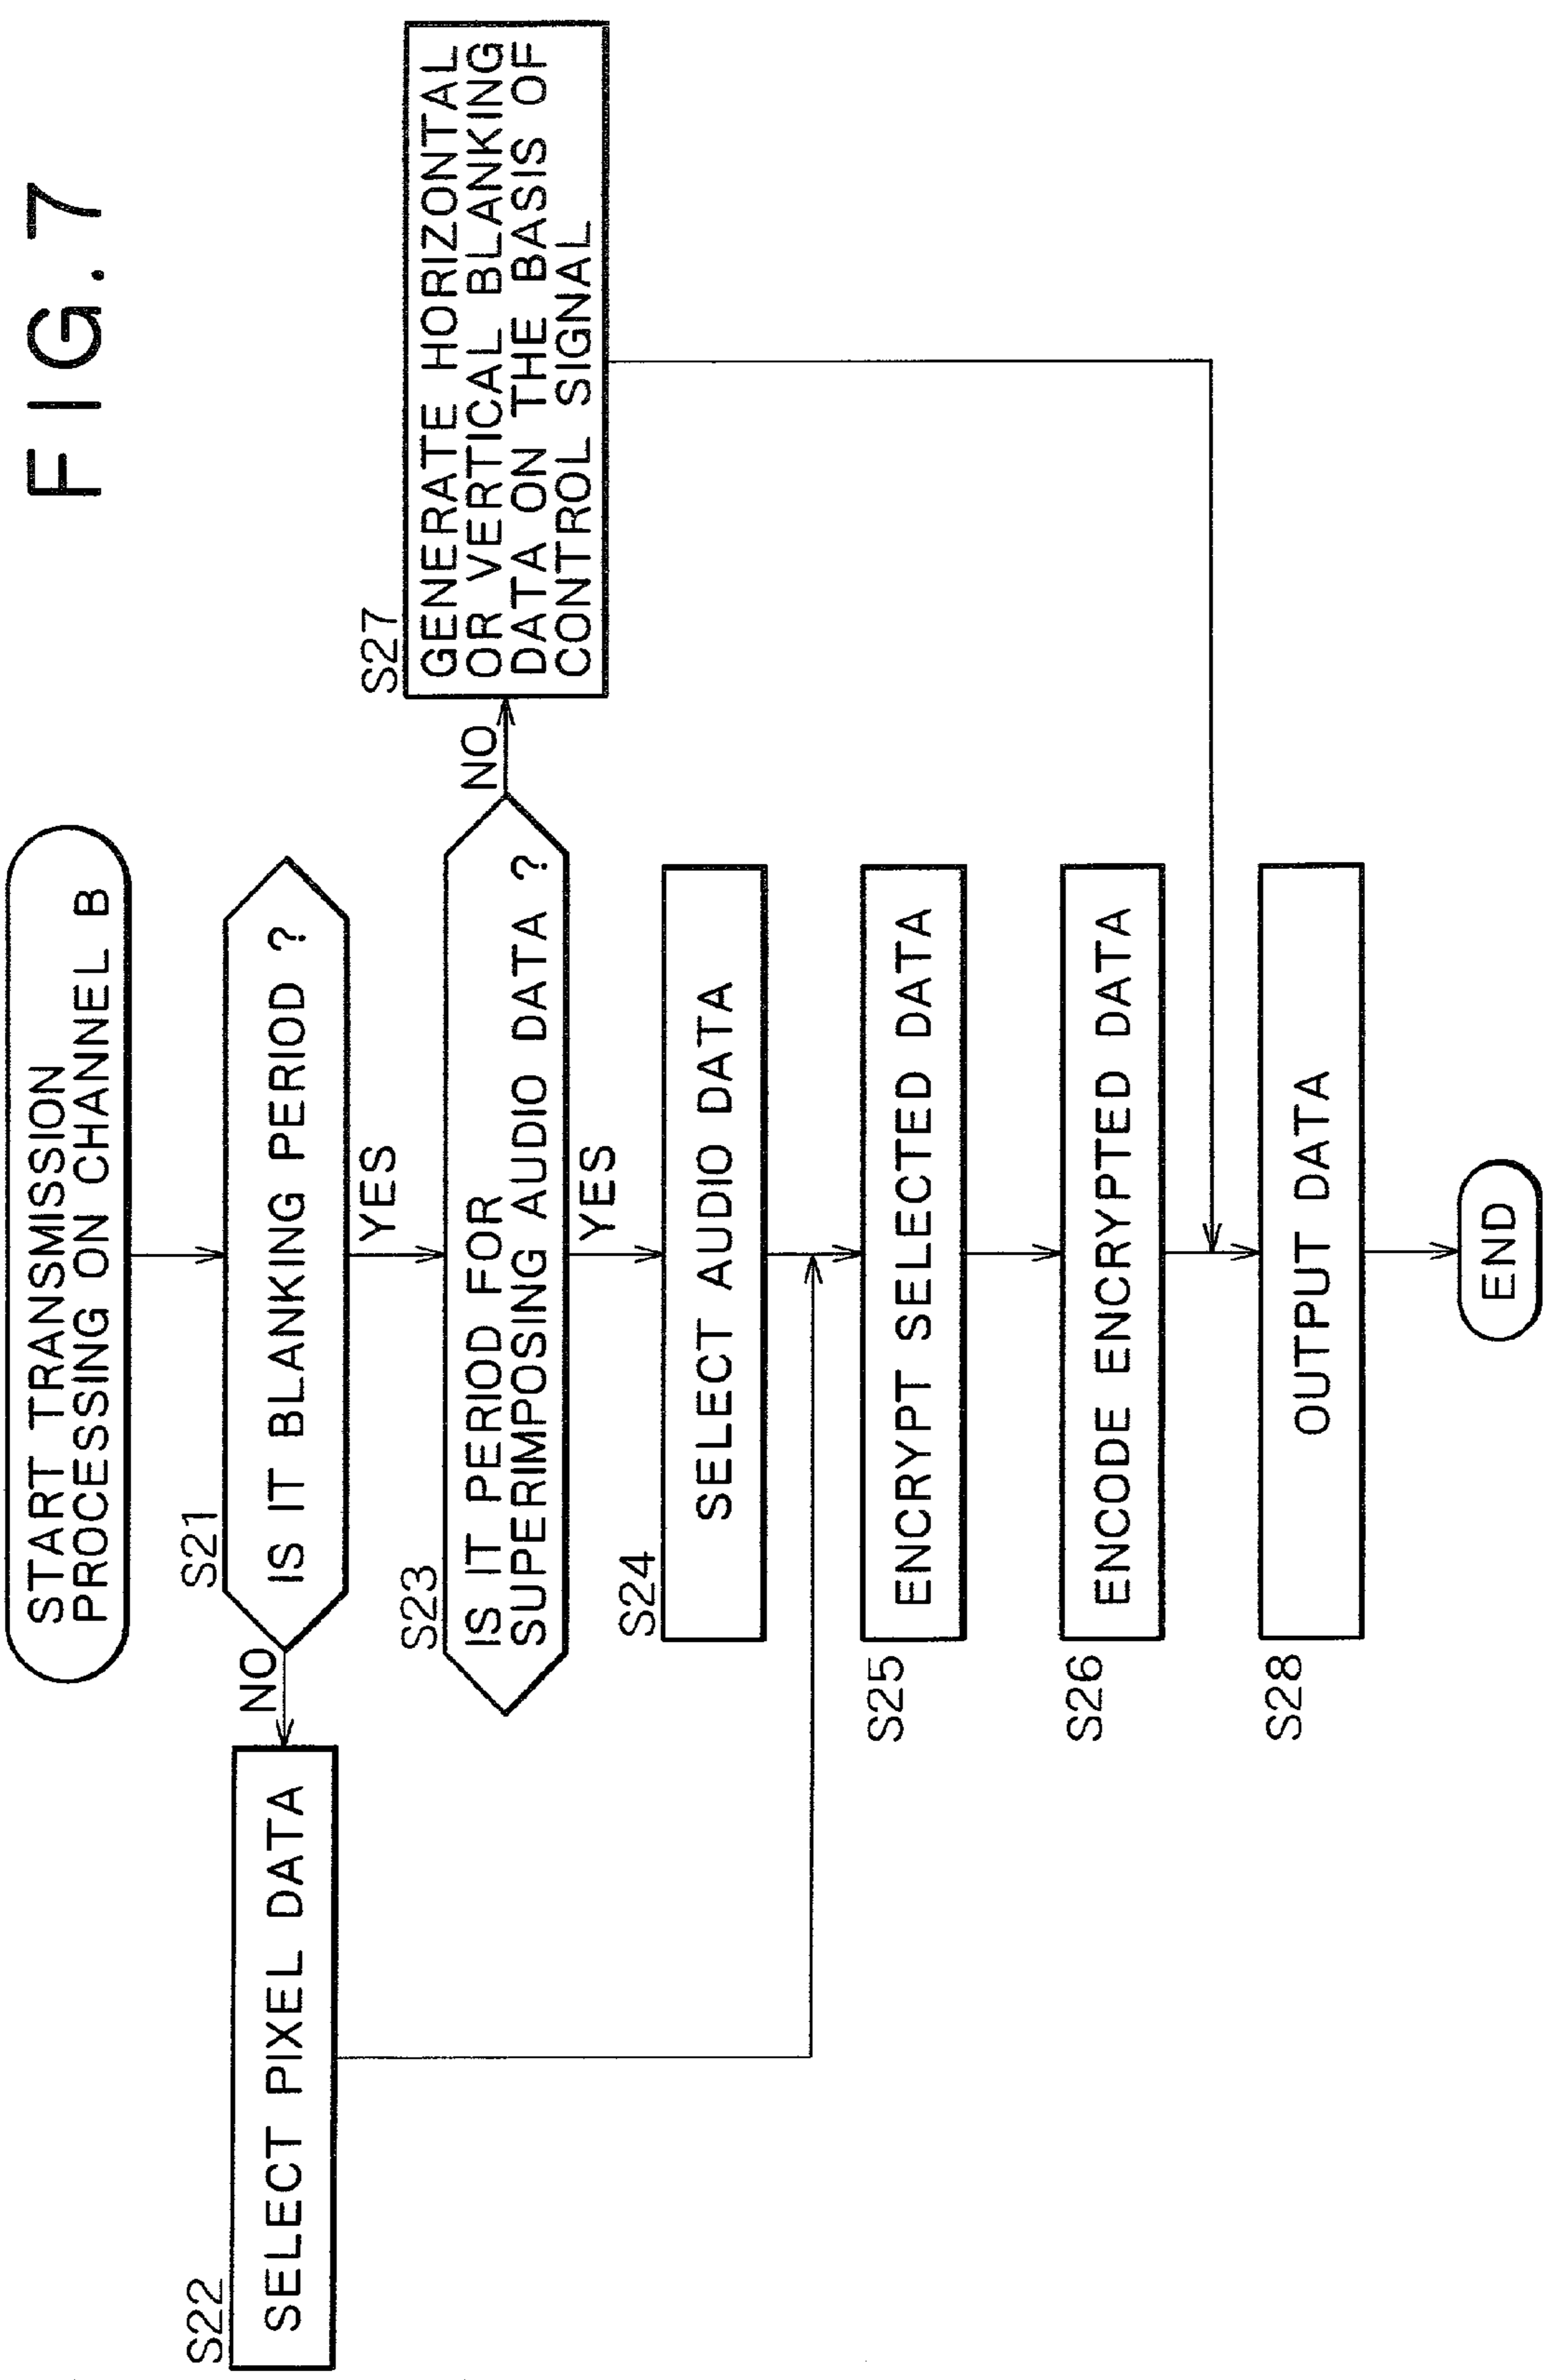 FIG. 7
START TRANSMISSION
PROCESSING ON CHANNEL B
S21
IS IT BLANKING PERIOD ?
NO
YES
S22
SELECT PIXEL DATA
S23
IS IT PERIOD FOR
SUPERIMPOSING AUDIO DATA ?
NO
YES
S27
GENERATE HORIZONTAL
OR VERTICAL BLANKING
DATA ON THE BASIS OF
CONTROL SIGNAL
S24
SELECT AUDIO DATA
S25
ENCRYPT SELECTED DATA
S26
ENCODE ENCRYPTED DATA
S28
OUTPUT DATA
END